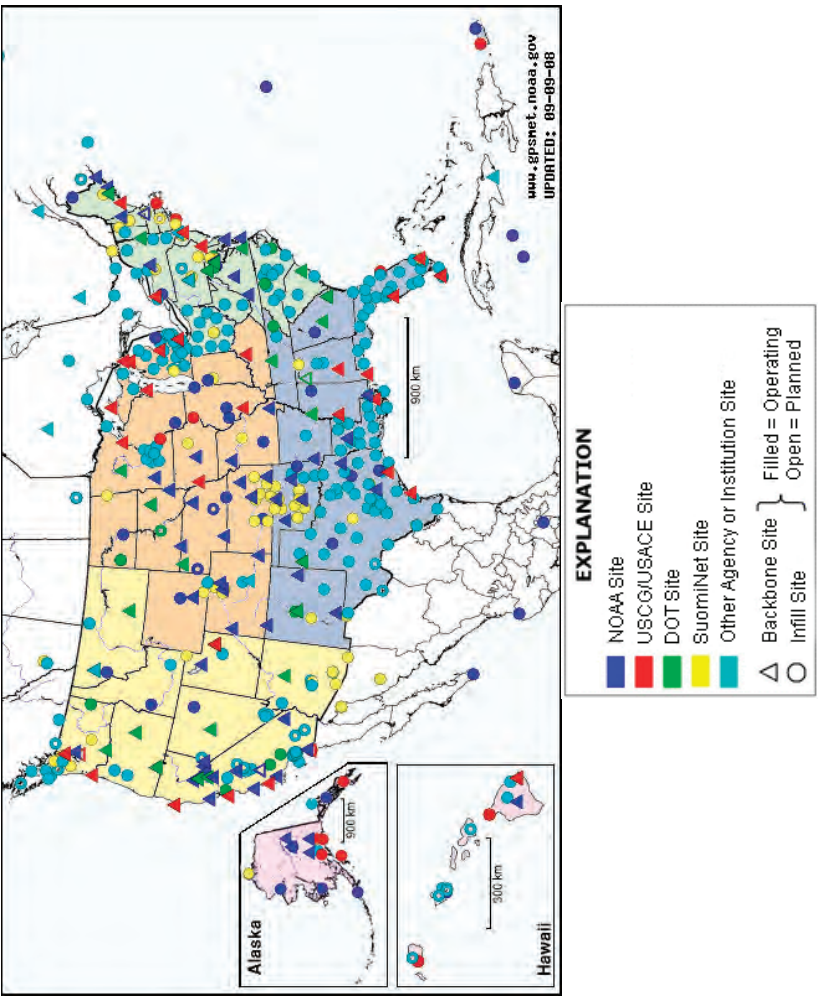 www.gpsmet.noaa.gov
UPDATED: 09-09-08
900 km
Alaska
900 km
Hawaii
300 km
EXPLANATION
NOAA Site
USCG/USACE Site
DOT Site
SuomiNet Site
Other Agency or Institution Site
Backbone Site
Infill Site
Filled = Operating
Open = Planned